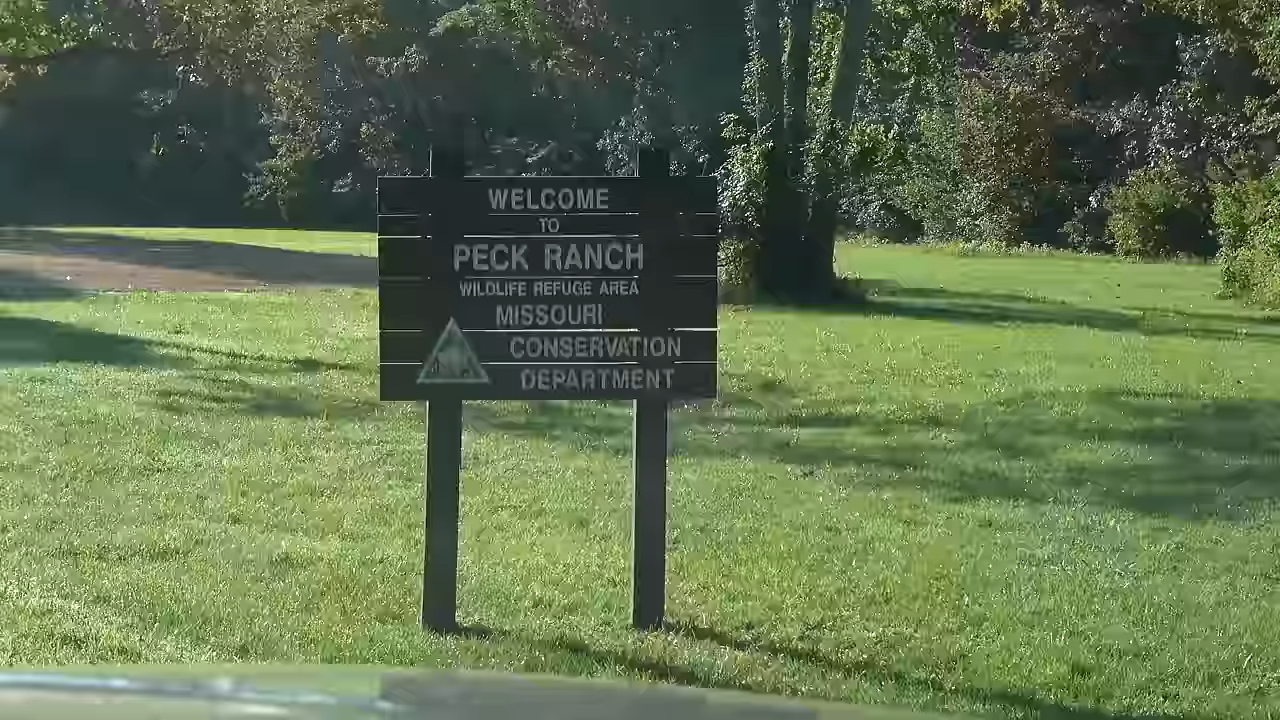 WELCOME
TO
PECK RANCH
WILDLIFE REFUGE AREA
MISSOURI
CONSERVATION
DEPARTMENT